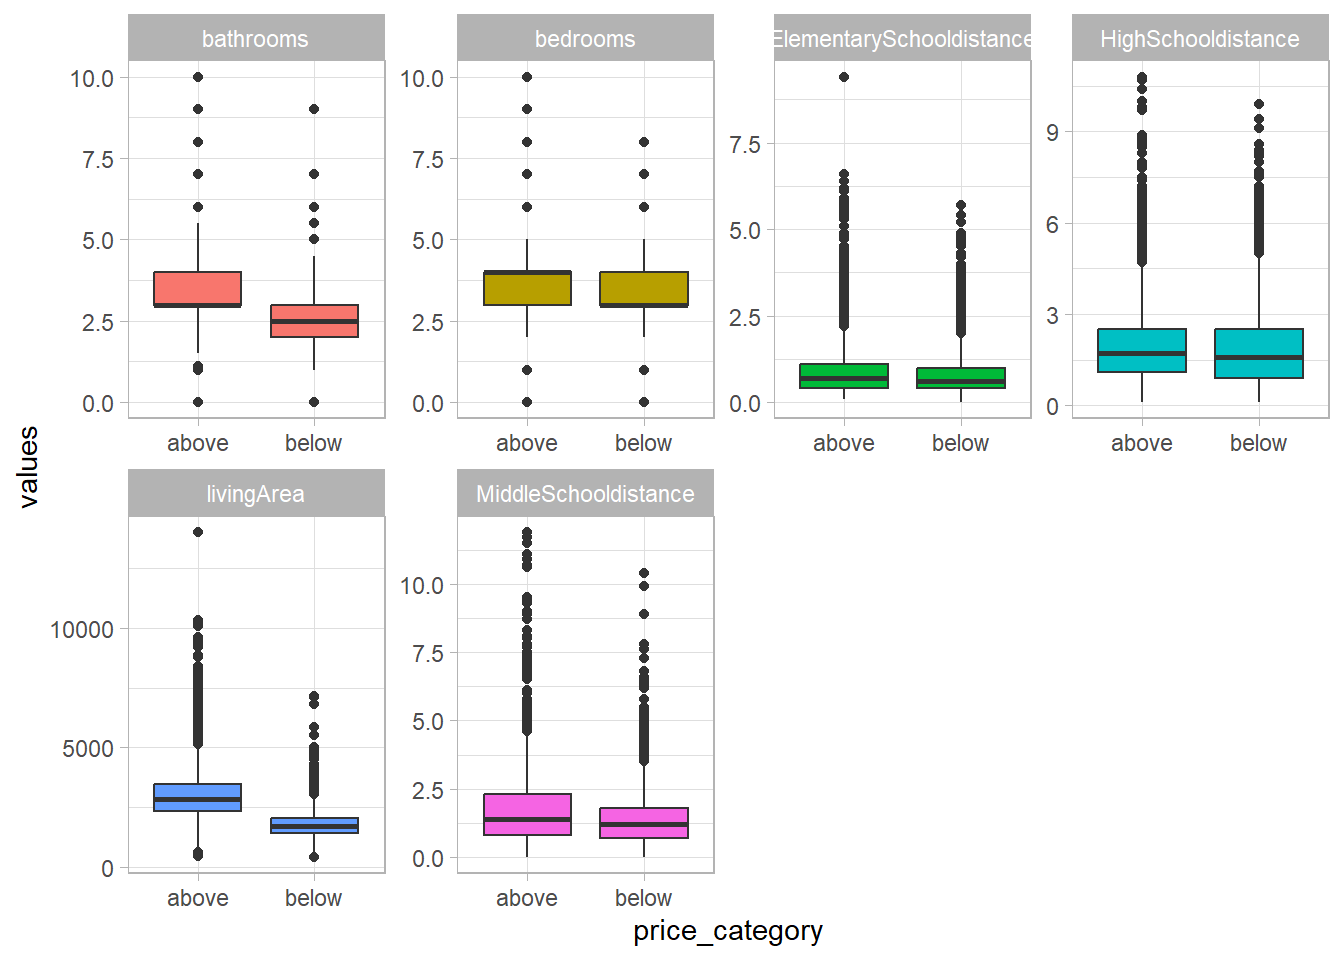 bathrooms
bedrooms
ElementarySchooldistance
HighSchooldistance
10.0
7.5
5.0
2.5
0.0
10.0
7.5
5.0
2.5
0.0
7.5
5.0
2.5
0.0
9
6
3
0
above below
above below
above below
above below
values
livingArea
MiddleSchooldistance
10000
5000
0
10.0
7.5
5.0
2.5
0.0
above below
above below
price_category